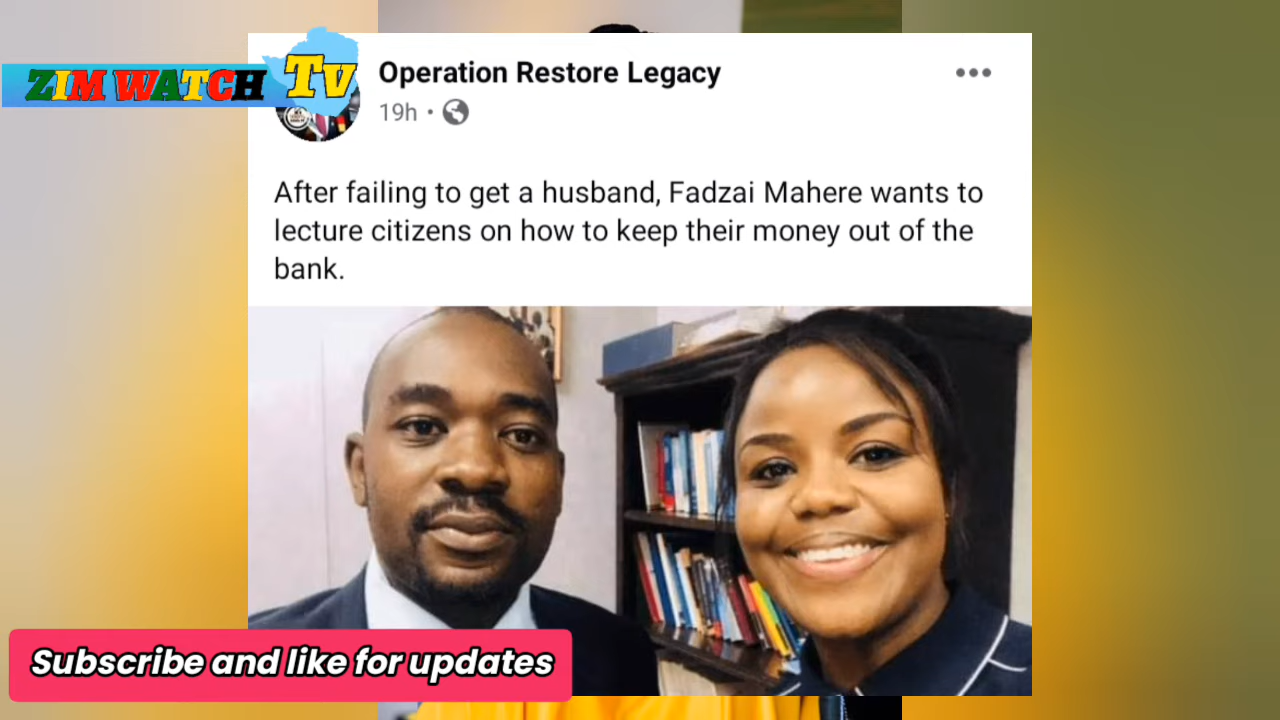 ZIM WATCH Tv
Operation Restore Legacy
19h
After failing to get a husband, Fadzai Mahere wants to
lecture citizens on how to keep their money out of the
bank.
Subscribe and like for updates